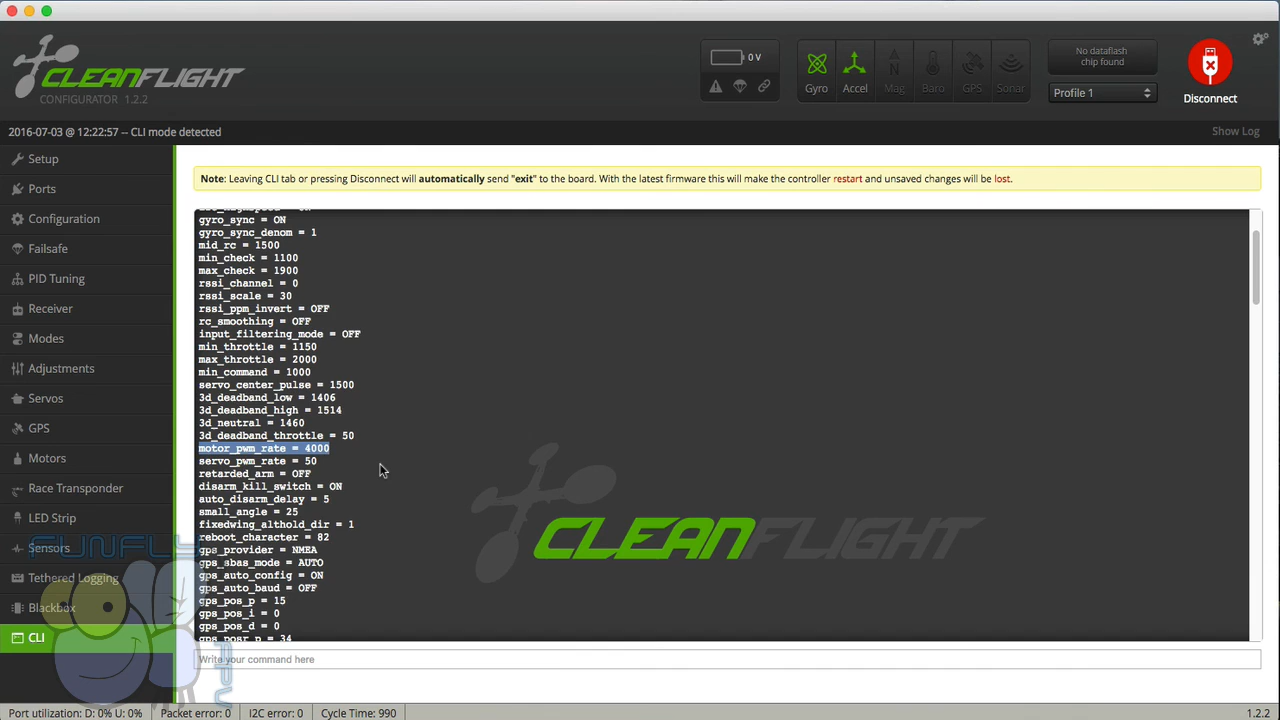 CLEANFLIGHT
CONFIGURATOR 1.2.2
0 V
Gyro Accel Mag Baro GPS Sonar
No dataflash
chip found
Profile 1
Disconnect
2016-07-03 @ 12:22:57 -- CLI mode detected
Show Log
Setup
Ports
Configuration
Failsafe
PID Tuning
Receiver
Modes
Adjustments
Servos
GPS
Motors
Race Transponder
LED Strip
Sensors
Tethered Logging
Blackbox
CLI
Note: Leaving CLI tab or pressing Disconnect will automatically send "exit" to the board. With the latest firmware this will make the controller restart and unsaved changes will be lost.
gyro_sync = ON
gyro_sync_denom = 1
mid_rc = 1500
min_check = 1100
max_check = 1900
rssi_channel = 0
rssi_scale = 30
rssi_ppm_invert = OFF
rc_smoothing = OFF
input_filtering_mode = OFF
min_throttle = 1150
max_throttle = 2000
min_command = 1000
servo_center_pulse = 1500
3d_deadband_low = 1406
3d_deadband_high = 1514
3d_neutral = 1460
3d_deadband_throttle = 50
motor_pwm_rate = 4000
servo_pwm_rate = 50
retarded_arm = OFF
disarm_kill_switch = ON
auto_disarm_delay = 5
small_angle = 25
fixedwing_althold_dir = 1
reboot_character = 82
gps_provider = NMEA
gps_sbas_mode = AUTO
gps_auto_config = ON
gps_auto_baud = OFF
gps_pos_p = 15
gps_pos_i = 0
gps_pos_d = 0
gps_posr_p = 34
CLEANFLIGHT
Write your command here
FUNFLY
FPV
Port utilization: D: 0% U: 0%
Packet error: 0
I2C error: 0
Cycle Time: 990
1.2.2